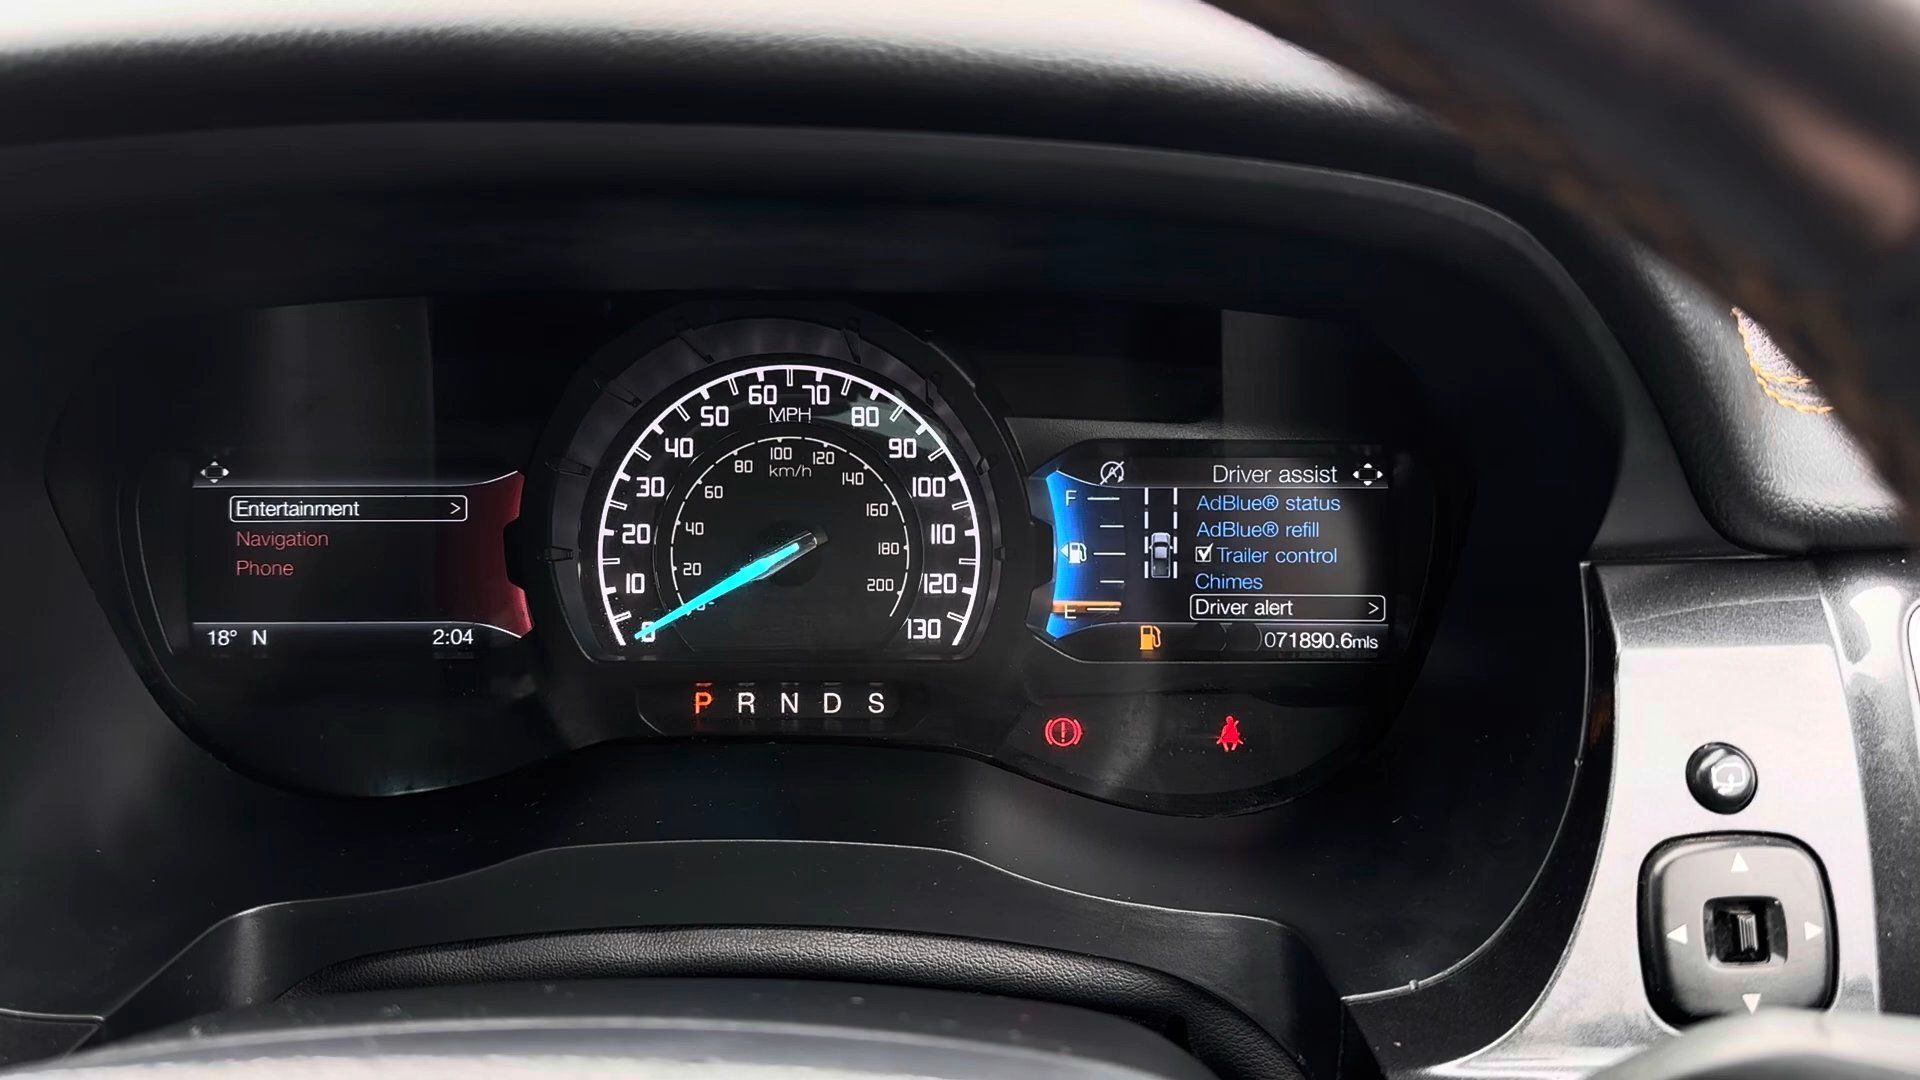 Entertainment >
Navigation
Phone
18° N 2:04
0 10 20 30 40 50 60 70 80 90 100 110 120 130
MPH
20 40 60 80 100 120 140 160 180 200
km/h
P R N D S
Driver assist
AdBlue® status
AdBlue® refill
Trailer control
Chimes
Driver alert >
F
E
071890.6mls